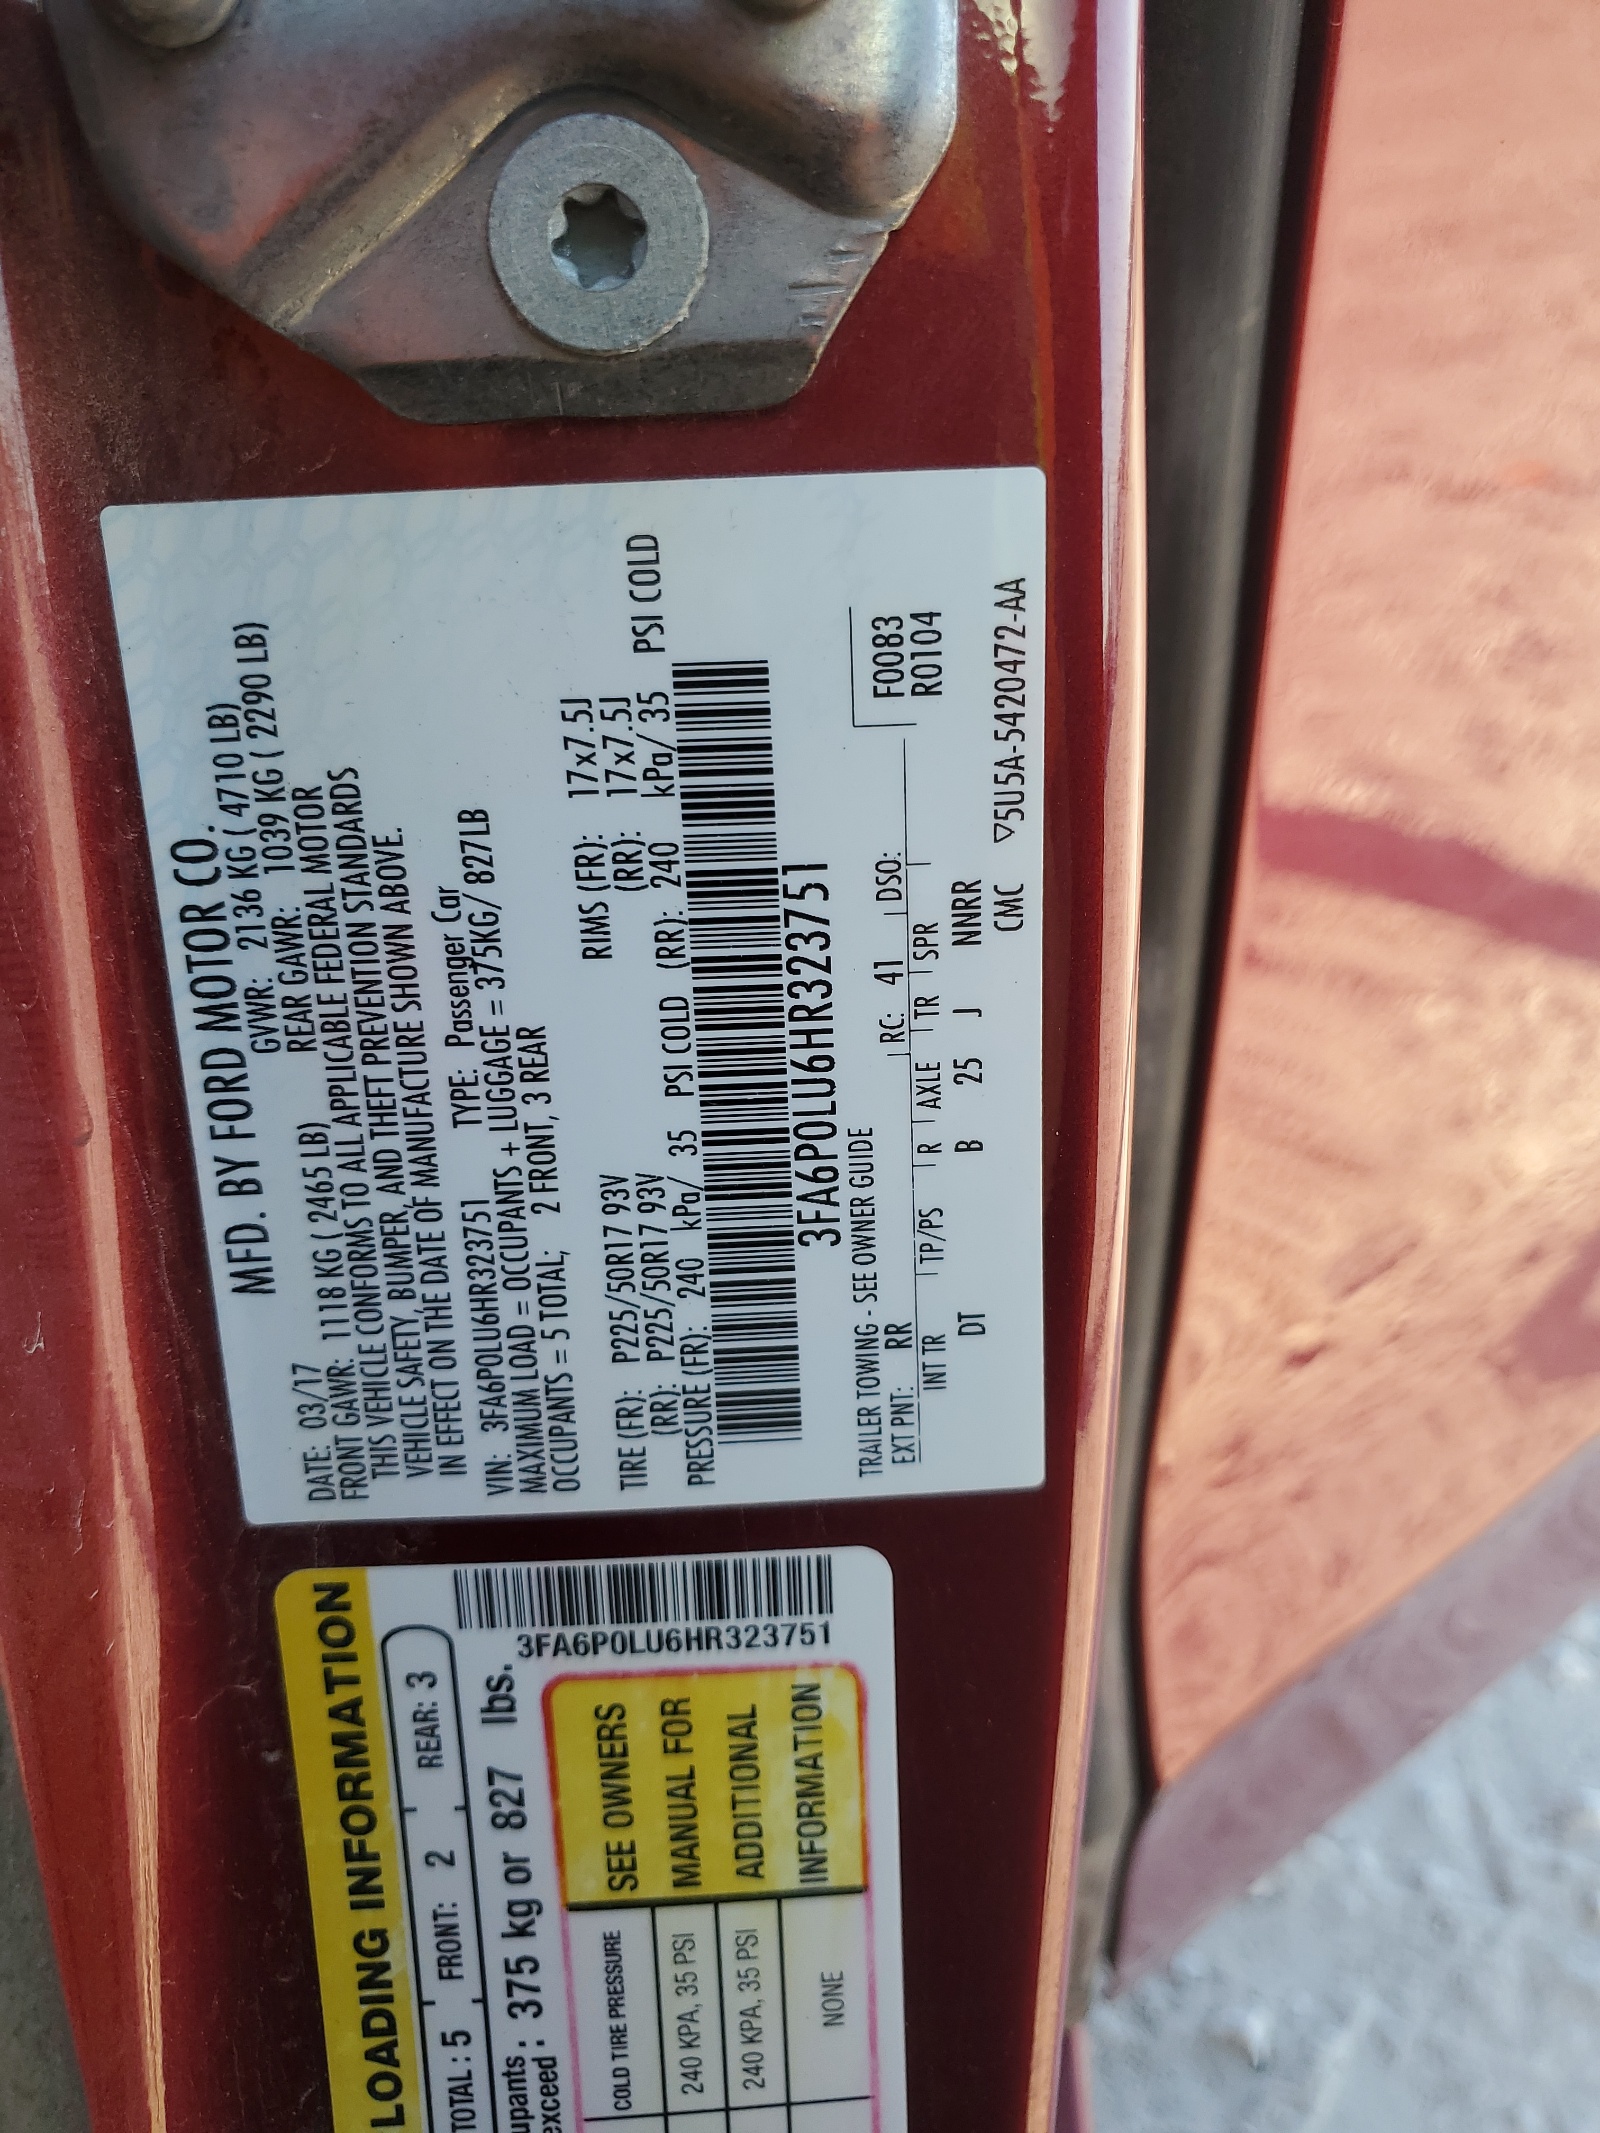 MFD. BY FORD MOTOR CO.
DATE: 03/17 GVWR: 2136 KG ( 4710 LB)
FRONT GAWR: 1118 KG ( 2465 LB) REAR GAWR: 1039 KG ( 2290 LB)
THIS VEHICLE CONFORMS TO ALL APPLICABLE FEDERAL MOTOR
VEHICLE SAFETY, BUMPER, AND THEFT PREVENTION STANDARDS
IN EFFECT ON THE DATE OF MANUFACTURE SHOWN ABOVE.
VIN: 3FA6P0LU6HR323751 TYPE: Passenger Car
MAXIMUM LOAD = OCCUPANTS + LUGGAGE = 375KG/ 827LB
OCCUPANTS = 5 TOTAL; 2 FRONT, 3 REAR
TIRE (FR): P225/50R17 93V RIMS (FR): 17x7.5J
(RR): P225/50R17 93V (RR): 17x7.5J
PRESSURE (FR): 240 kPa/ 35 PSI COLD (RR): 240 kPa/ 35 PSI COLD
3FA6P0LU6HR323751
TRAILER TOWING - SEE OWNER GUIDE
EXT PNT: RR RC: 41 DSO:
F0083
R0104
INT TR TP/PS R AXLE TR SPR
DT B 25 J NNRR
CMC ▽5U5A-5420472-AA
LOADING INFORMATION
TOTAL : 5 FRONT: 2 REAR: 3
upants : 375 kg or 827 lbs.
exceed :
3FA6P0LU6HR323751
COLD TIRE PRESSURE
240 KPA, 35 PSI
240 KPA, 35 PSI
NONE
SEE OWNERS
MANUAL FOR
ADDITIONAL
INFORMATION